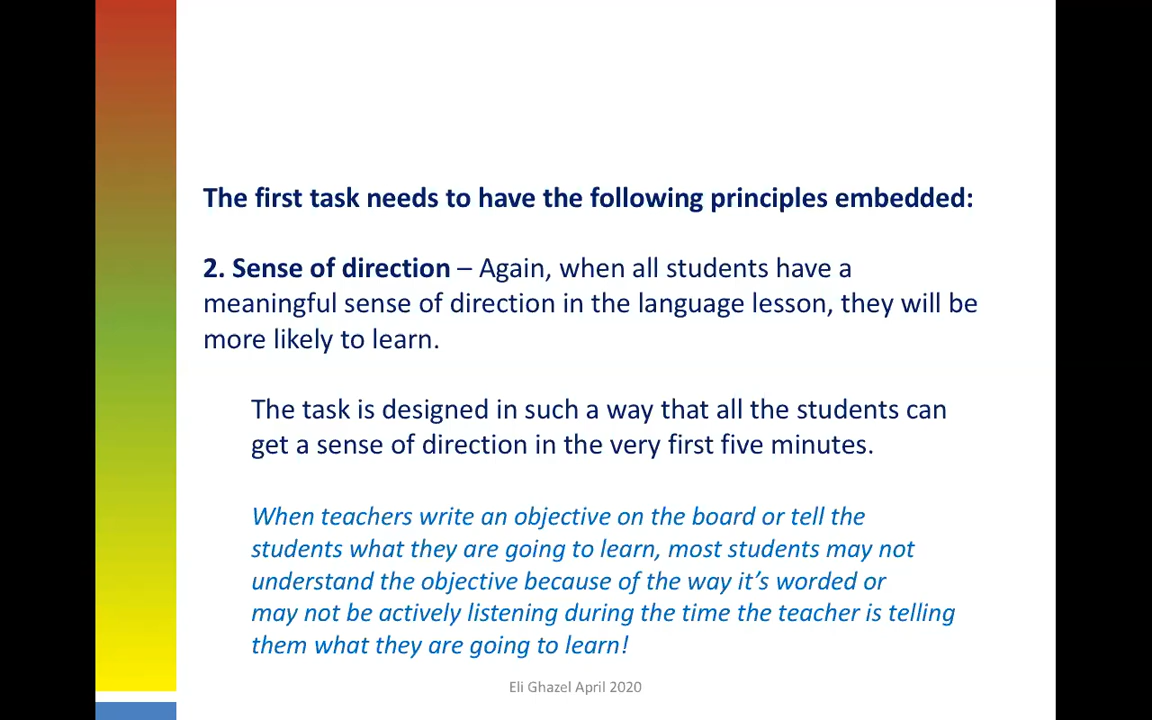 The first task needs to have the following principles embedded:
2. Sense of direction – Again, when all students have a
meaningful sense of direction in the language lesson, they will be
more likely to learn.
The task is designed in such a way that all the students can
get a sense of direction in the very first five minutes.
When teachers write an objective on the board or tell the
students what they are going to learn, most students may not
understand the objective because of the way it’s worded or
may not be actively listening during the time the teacher is telling
them what they are going to learn!
Eli Ghazel April 2020